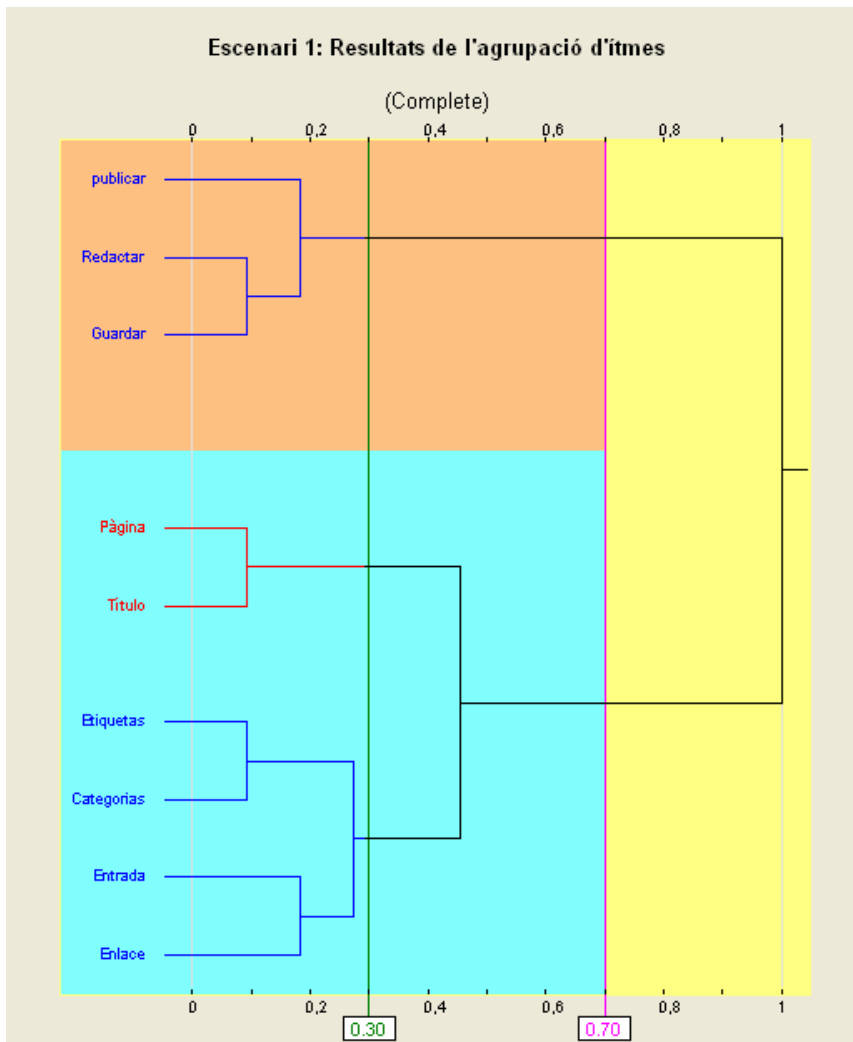 Escenari 1: Resultats de l'agrupació d'ítmes
(Complete)
0 0,2 0,4 0,6 0,8 1
publicar
Redactar
Guardar
Pàgina
Título
Etiquetas
Categorias
Entrada
Enlace
0 0,2 0,4 0,6 0,8 1
0.30 0.70